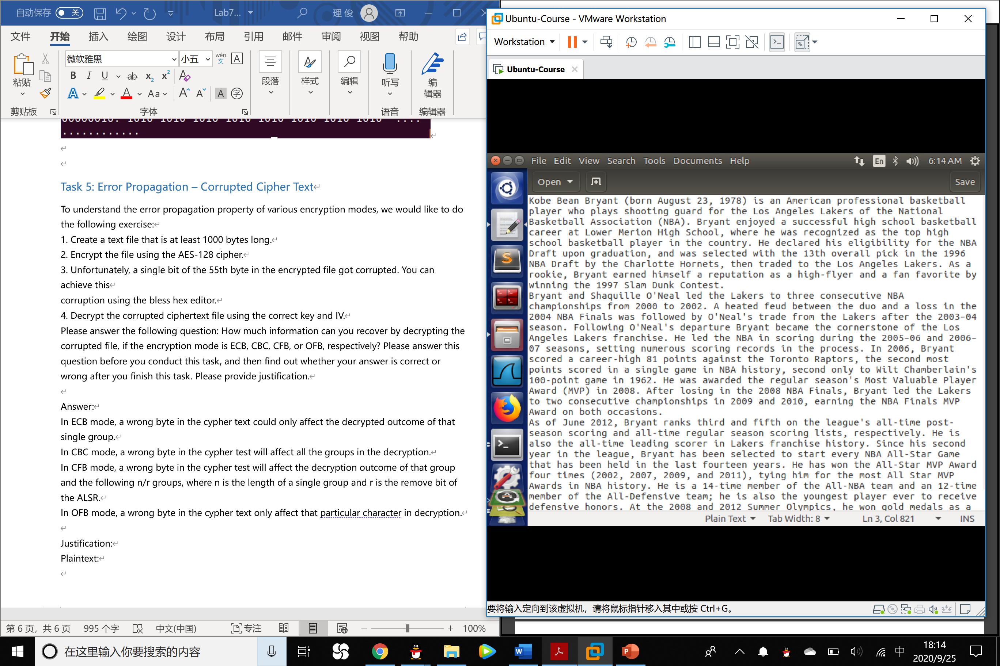 自动保存 关 Lab7... 理 俊
文件 开始 插入 绘图 设计 布局 引用 邮件 审阅 视图 帮助
微软雅黑 小五 wén 文 A
粘贴 B I U ab x₂ x² A 段落 样式 编辑 听写 编辑器
A A Aa A A A 字
剪贴板 字体 语音 编辑器
00000010: 1010 1010 1010 1010 1010 1010 1010 1010 ....
............
Task 5: Error Propagation – Corrupted Cipher Text
To understand the error propagation property of various encryption modes, we would like to do
the following exercise:
1. Create a text file that is at least 1000 bytes long.
2. Encrypt the file using the AES-128 cipher.
3. Unfortunately, a single bit of the 55th byte in the encrypted file got corrupted. You can
achieve this
corruption using the bless hex editor.
4. Decrypt the corrupted ciphertext file using the correct key and IV.
Please answer the following question: How much information can you recover by decrypting the
corrupted file, if the encryption mode is ECB, CBC, CFB, or OFB, respectively? Please answer this
question before you conduct this task, and then find out whether your answer is correct or
wrong after you finish this task. Please provide justification.
Answer:
In ECB mode, a wrong byte in the cypher text could only affect the decrypted outcome of that
single group.
In CBC mode, a wrong byte in the cypher test will affect all the groups in the decryption.
In CFB mode, a wrong byte in the cypher test will affect the decryption outcome of that group
and the following n/r groups, where n is the length of a single group and r is the remove bit of
the ALSR.
In OFB mode, a wrong byte in the cypher text only affect that particular character in decryption.
Justification:
Plaintext:
第 6 页，共 6 页 995 个字 中文(中国) 专注 100%
Ubuntu-Course - VMware Workstation
Workstation
Ubuntu-Course
File Edit View Search Tools Documents Help En 6:14 AM
Open Save
Kobe Bean Bryant (born August 23, 1978) is an American professional basketball
player who plays shooting guard for the Los Angeles Lakers of the National
Basketball Association (NBA). Bryant enjoyed a successful high school basketball
career at Lower Merion High School, where he was recognized as the top high
school basketball player in the country. He declared his eligibility for the NBA
Draft upon graduation, and was selected with the 13th overall pick in the 1996
NBA Draft by the Charlotte Hornets, then traded to the Los Angeles Lakers. As a
rookie, Bryant earned himself a reputation as a high-flyer and a fan favorite by
winning the 1997 Slam Dunk Contest.
Bryant and Shaquille O'Neal led the Lakers to three consecutive NBA
championships from 2000 to 2002. A heated feud between the duo and a loss in the
2004 NBA Finals was followed by O'Neal's trade from the Lakers after the 2003–04
season. Following O'Neal's departure Bryant became the cornerstone of the Los
Angeles Lakers franchise. He led the NBA in scoring during the 2005–06 and 2006–
07 seasons, setting numerous scoring records in the process. In 2006, Bryant
scored a career-high 81 points against the Toronto Raptors, the second most
points scored in a single game in NBA history, second only to Wilt Chamberlain's
100-point game in 1962. He was awarded the regular season's Most Valuable Player
Award (MVP) in 2008. After losing in the 2008 NBA Finals, Bryant led the Lakers
to two consecutive championships in 2009 and 2010, earning the NBA Finals MVP
Award on both occasions.
As of June 2012, Bryant ranks third and fifth on the league's all-time post-
season scoring and all-time regular season scoring lists, respectively. He is
also the all-time leading scorer in Lakers franchise history. Since his second
year in the league, Bryant has been selected to start every NBA All-Star Game
that has been held in the last fourteen years. He has won the All-Star MVP Award
four times (2002, 2007, 2009, and 2011), tying him for the most All Star MVP
Awards in NBA history. He is a 14-time member of the All-NBA team and an 12-time
member of the All-Defensive team; he is also the youngest player ever to receive
defensive honors. At the 2008 and 2012 Summer Olympics, he won gold medals as a
Plain Text Tab Width: 8 Ln 3, Col 821 INS
要将输入定向到该虚拟机，请将鼠标指针移入其中或按 Ctrl+G。
在这里输入你要搜索的内容 中 18:14
2020/9/25